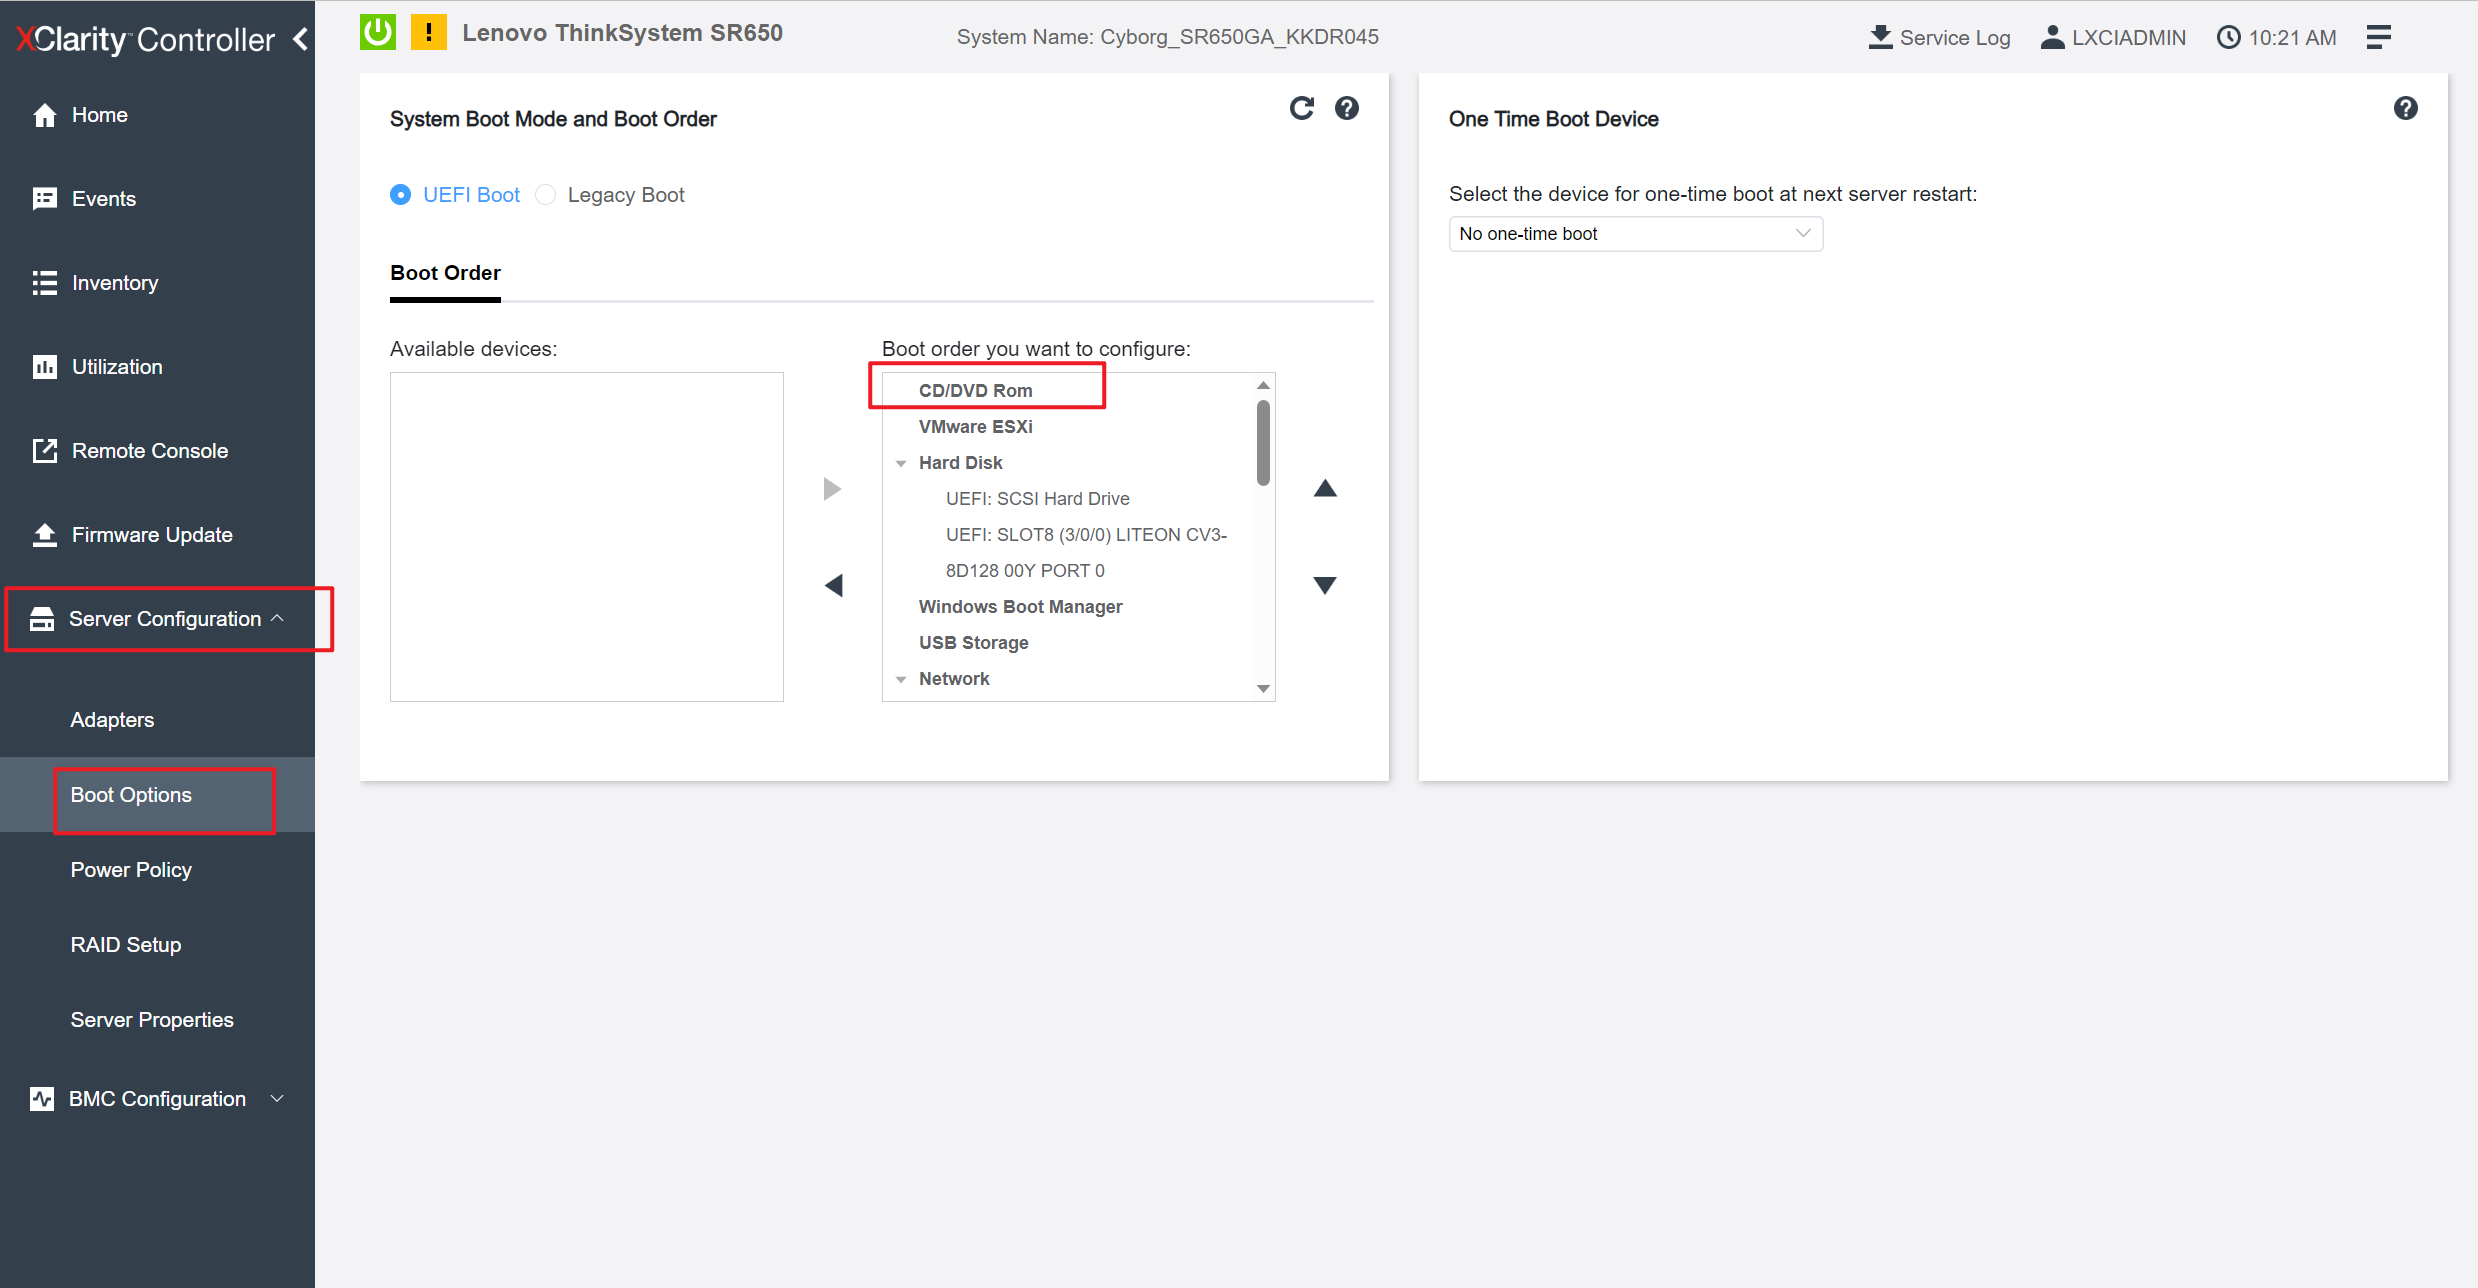 XClarity™ Controller
Lenovo ThinkSystem SR650
System Name: Cyborg_SR650GA_KKDR045
Service Log
LXCIADMIN
10:21 AM
Home
Events
Inventory
Utilization
Remote Console
Firmware Update
Server Configuration
Adapters
Boot Options
Power Policy
RAID Setup
Server Properties
BMC Configuration
System Boot Mode and Boot Order
UEFI Boot
Legacy Boot
Boot Order
Available devices:
Boot order you want to configure:
CD/DVD Rom
VMware ESXi
Hard Disk
UEFI: SCSI Hard Drive
UEFI: SLOT8 (3/0/0) LITEON CV3-
8D128 00Y PORT 0
Windows Boot Manager
USB Storage
Network
One Time Boot Device
Select the device for one-time boot at next server restart:
No one-time boot